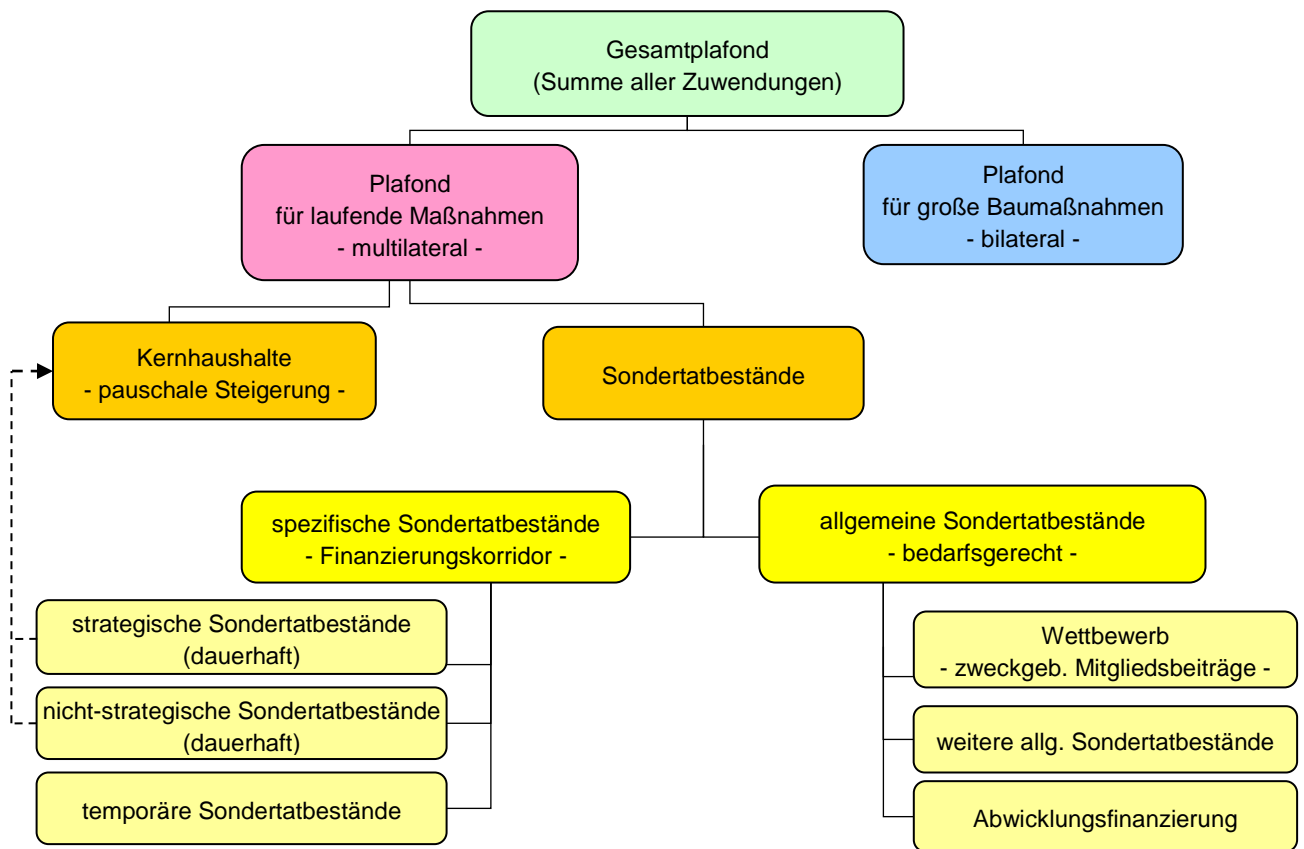 Gesamtplafond
(Summe aller Zuwendungen)
Plafond
für laufende Maßnahmen
- multilateral -
Plafond
für große Baumaßnahmen
- bilateral -
Kernhaushalte
- pauschale Steigerung -
Sondertatbestände
spezifische Sondertatbestände
- Finanzierungskorridor -
allgemeine Sondertatbestände
- bedarfsgerecht -
strategische Sondertatbestände
(dauerhaft)
nicht-strategische Sondertatbestände
(dauerhaft)
temporäre Sondertatbestände
Wettbewerb
- zweckgeb. Mitgliedsbeiträge -
weitere allg. Sondertatbestände
Abwicklungsfinanzierung